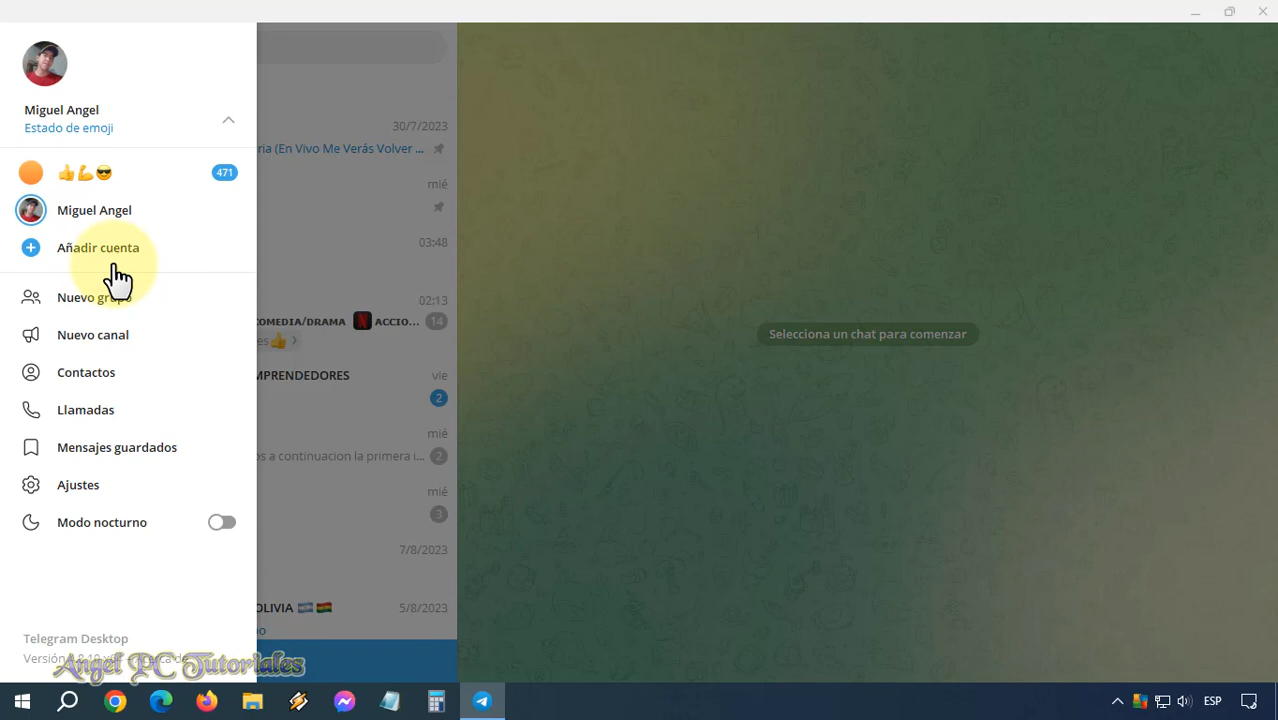 Miguel Angel
Estado de emoji
👍💪😎 471
Miguel Angel
Añadir cuenta
Nuevo grupo
Nuevo canal
Contactos
Llamadas
Mensajes guardados
Ajustes
Modo nocturno
Telegram Desktop
Versión
Angel PC Tutoriales
30/7/2023
ria (En Vivo Me Verás Volver ...
mié
03:48
02:13
COMEDIA/DRAMA N ACCIO... 14
es👍 ›
MPRENDEDORES vie
2
mié
os a continuacion la primera i... 2
mié
3
7/8/2023
OLIVIA 🇦🇷🇧🇴 5/8/2023
Selecciona un chat para comenzar
ESP